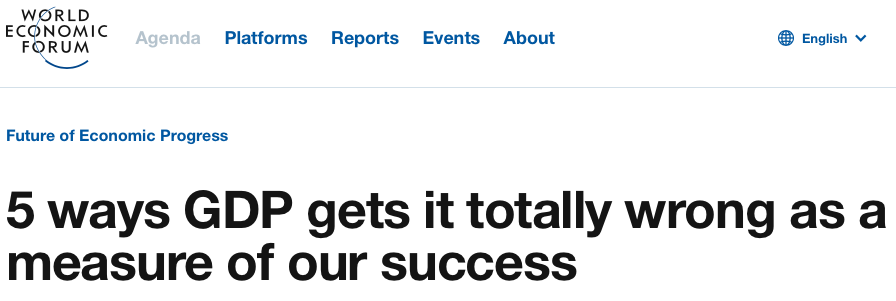 WORLD
ECONOMIC
FORUM
Agenda Platforms Reports Events About English
Future of Economic Progress
5 ways GDP gets it totally wrong as a
measure of our success